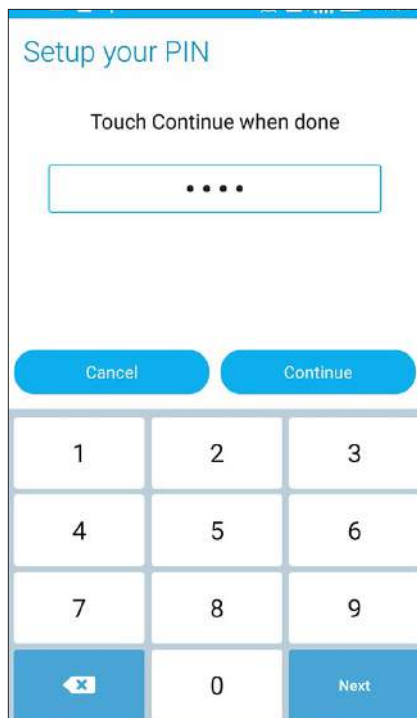 Setup your PIN
Touch Continue when done
••••
Cancel Continue
1 2 3
4 5 6
7 8 9
0 Next